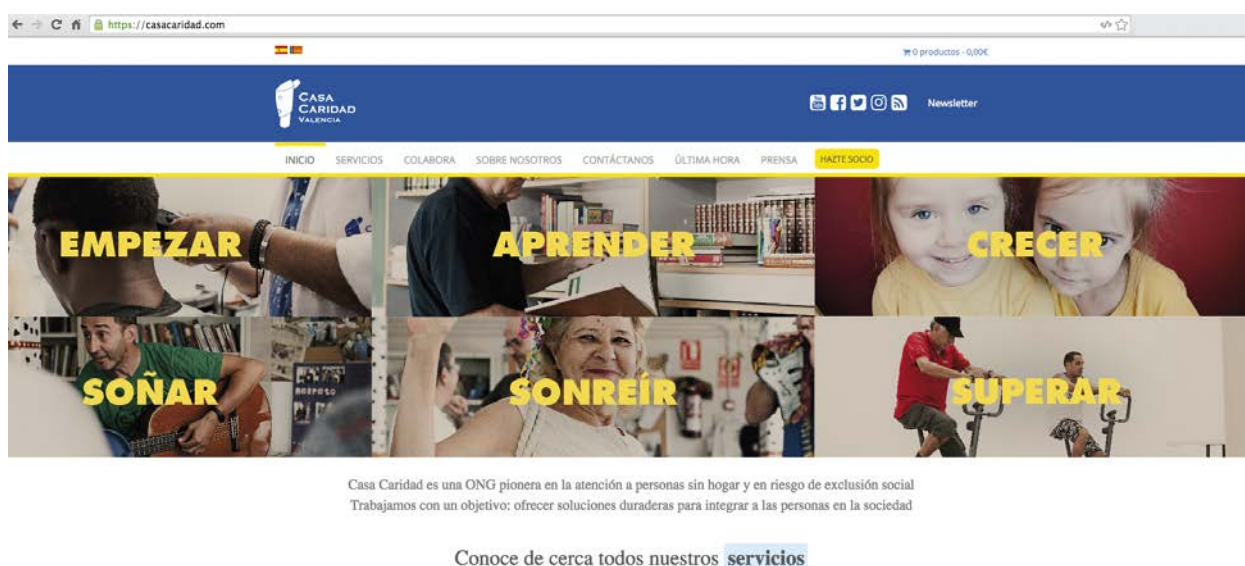 https://casacaridad.com
0 productos - 0,00€
CASA
CARIDAD
VALENCIA
You
Tube
Newsletter
INICIO SERVICIOS COLABORA SOBRE NOSOTROS CONTÁCTANOS ÚLTIMA HORA PRENSA HAZTE SOCIO
EMPEZAR APRENDER CRECER
SOÑAR SONREÍR SUPERAR
Casa Caridad es una ONG pionera en la atención a personas sin hogar y en riesgo de exclusión social
Trabajamos con un objetivo: ofrecer soluciones duraderas para integrar a las personas en la sociedad
Conoce de cerca todos nuestros servicios